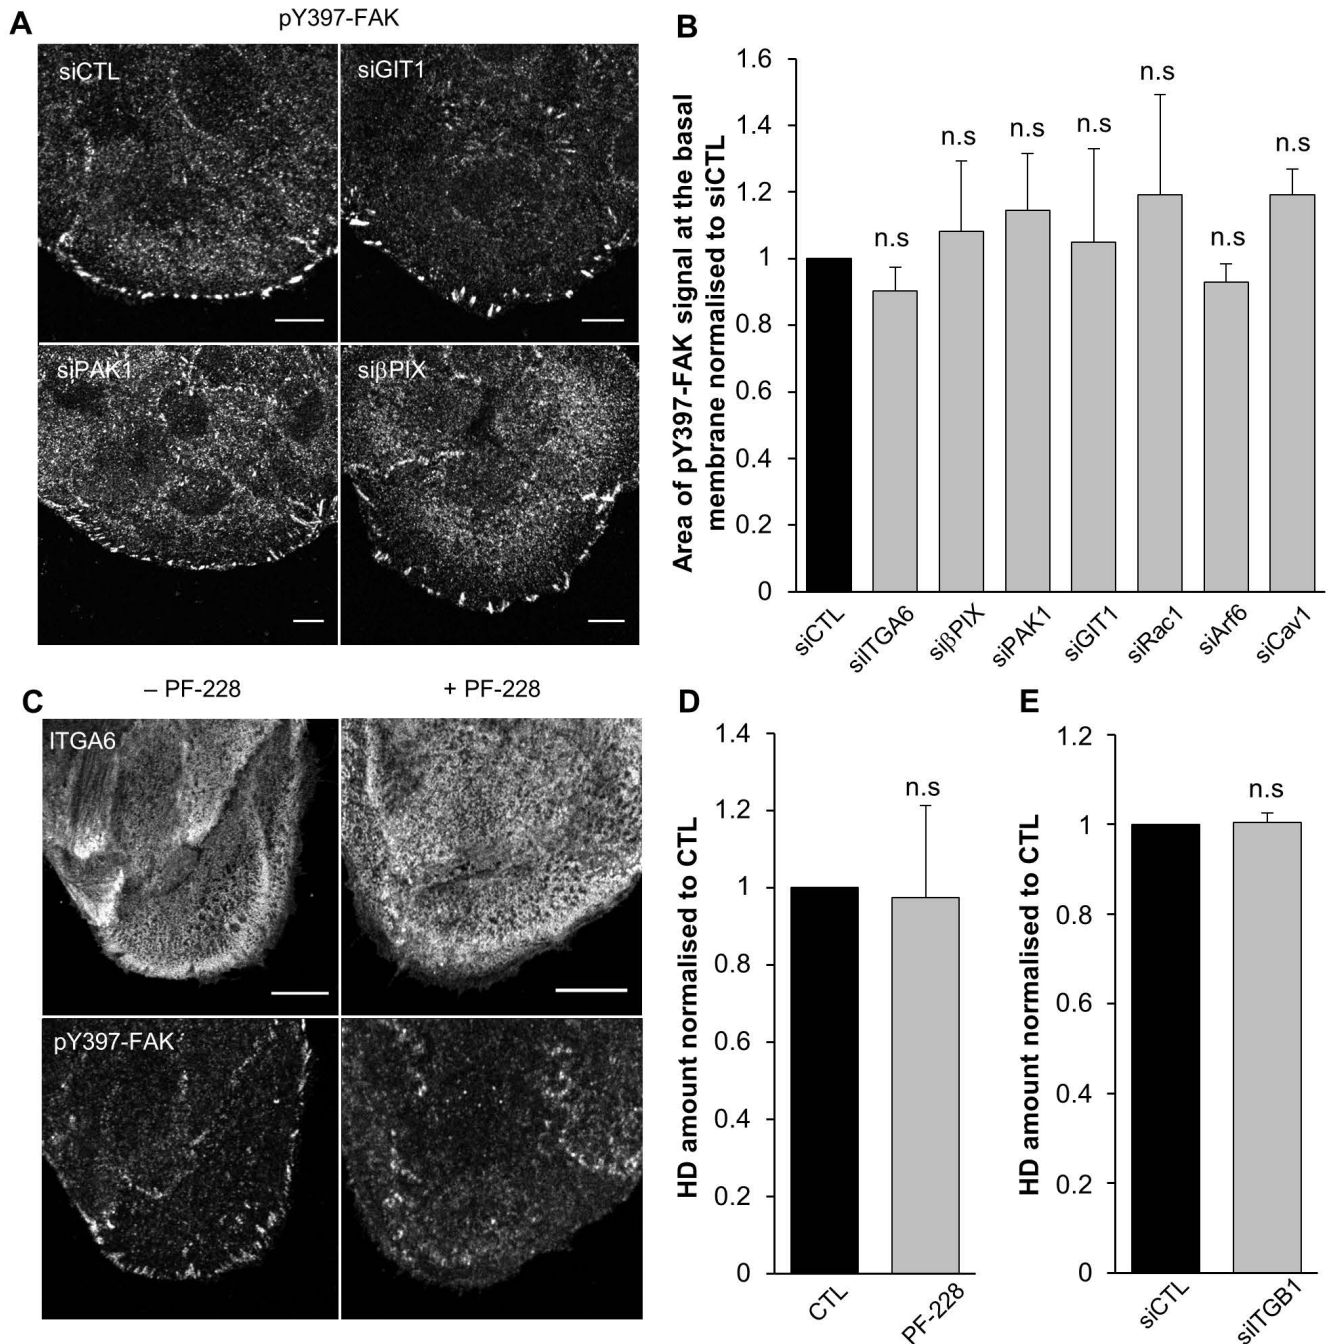 A
pY397-FAK
siCTL
siGIT1
siPAK1
siβPIX
B
Area of pY397-FAK signal at the basal
membrane normalised to siCTL
1.6
1.4
1.2
1
0.8
0.6
0.4
0.2
0
n.s
n.s
n.s
n.s
n.s
n.s
n.s
siCTL
siITGA6
siβPIX
siPAK1
siGIT1
siRac1
siArf6
siCav1
C
– PF-228
+ PF-228
ITGA6
pY397-FAK
D
HD amount normalised to CTL
1.4
1.2
1
0.8
0.6
0.4
0.2
0
n.s
CTL
PF-228
E
HD amount normalised to CTL
1.2
1
0.8
0.6
0.4
0.2
0
n.s
siCTL
siITGB1